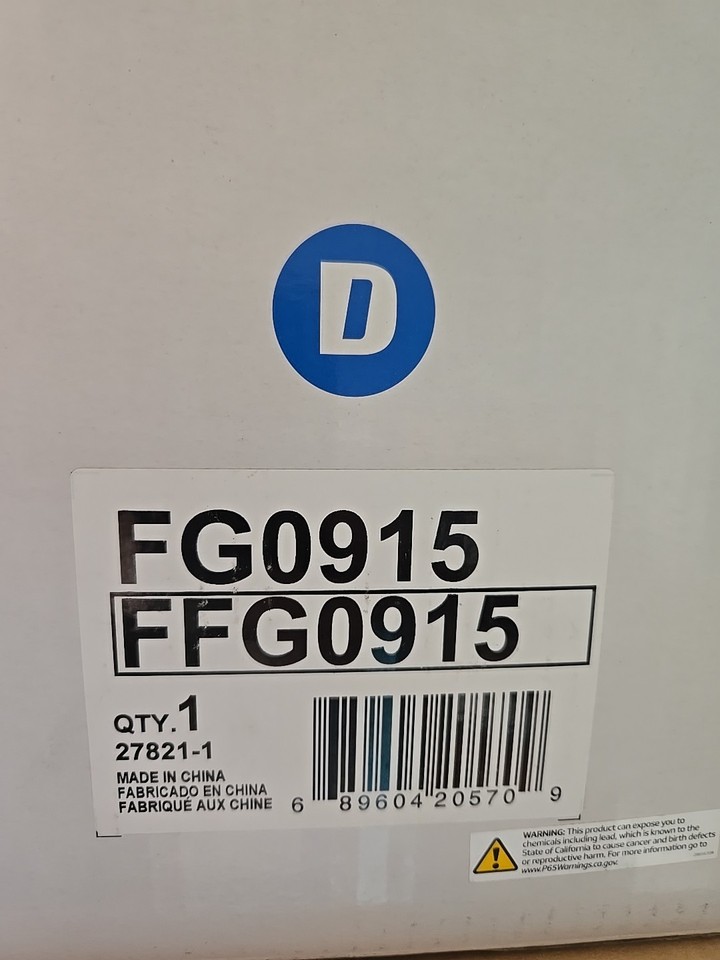 D
FG0915
FFG0915
QTY.1
27821-1
MADE IN CHINA
FABRICADO EN CHINA
FABRIQUÉ AUX CHINE
6 89604 20570 9
WARNING: This product can expose you to
chemicals including lead, which is known to the
State of California to cause cancer and birth defects
or reproductive harm. For more information go to
www.P65Warnings.ca.gov.